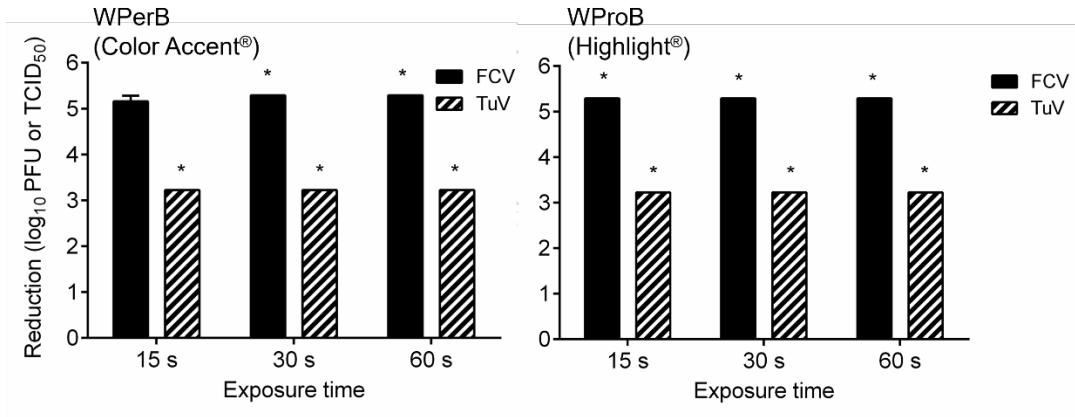 WPerB
(Color Accent®)
Reduction (log10 PFU or TCID50)
6
5
4
3
2
1
0
*
*
*
*
*
FCV
TuV
15 s
30 s
60 s
Exposure time
WProB
(Highlight®)
6
5
4
3
2
1
0
*
*
*
*
*
*
FCV
TuV
15 s
30 s
60 s
Exposure time